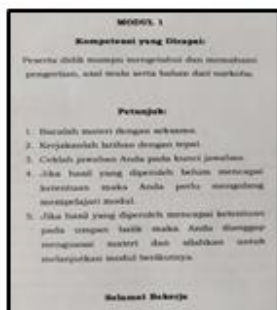 MODUL 1
Kompetensi yang Dicapai:
Peserta didik mampu mengetahui dan memahami
pengertian, asal mula serta bahan dari narkoba.
Petunjuk:
1. Bacalah materi dengan seksama.
2. Kerjakanlah latihan dengan tepat.
3. Ceklah jawaban Anda pada kunci jawaban.
4. Jika hasil yang diperoleh belum mencapai
ketentuan maka Anda perlu mengulang
mempelajari modul.
5. Jika hasil yang diperoleh mencapai ketentuan
pada umpan balik maka Anda dianggap
menguasai materi dan silahkan untuk
melanjutkan modul berikutnya.
Selamat Bekerja